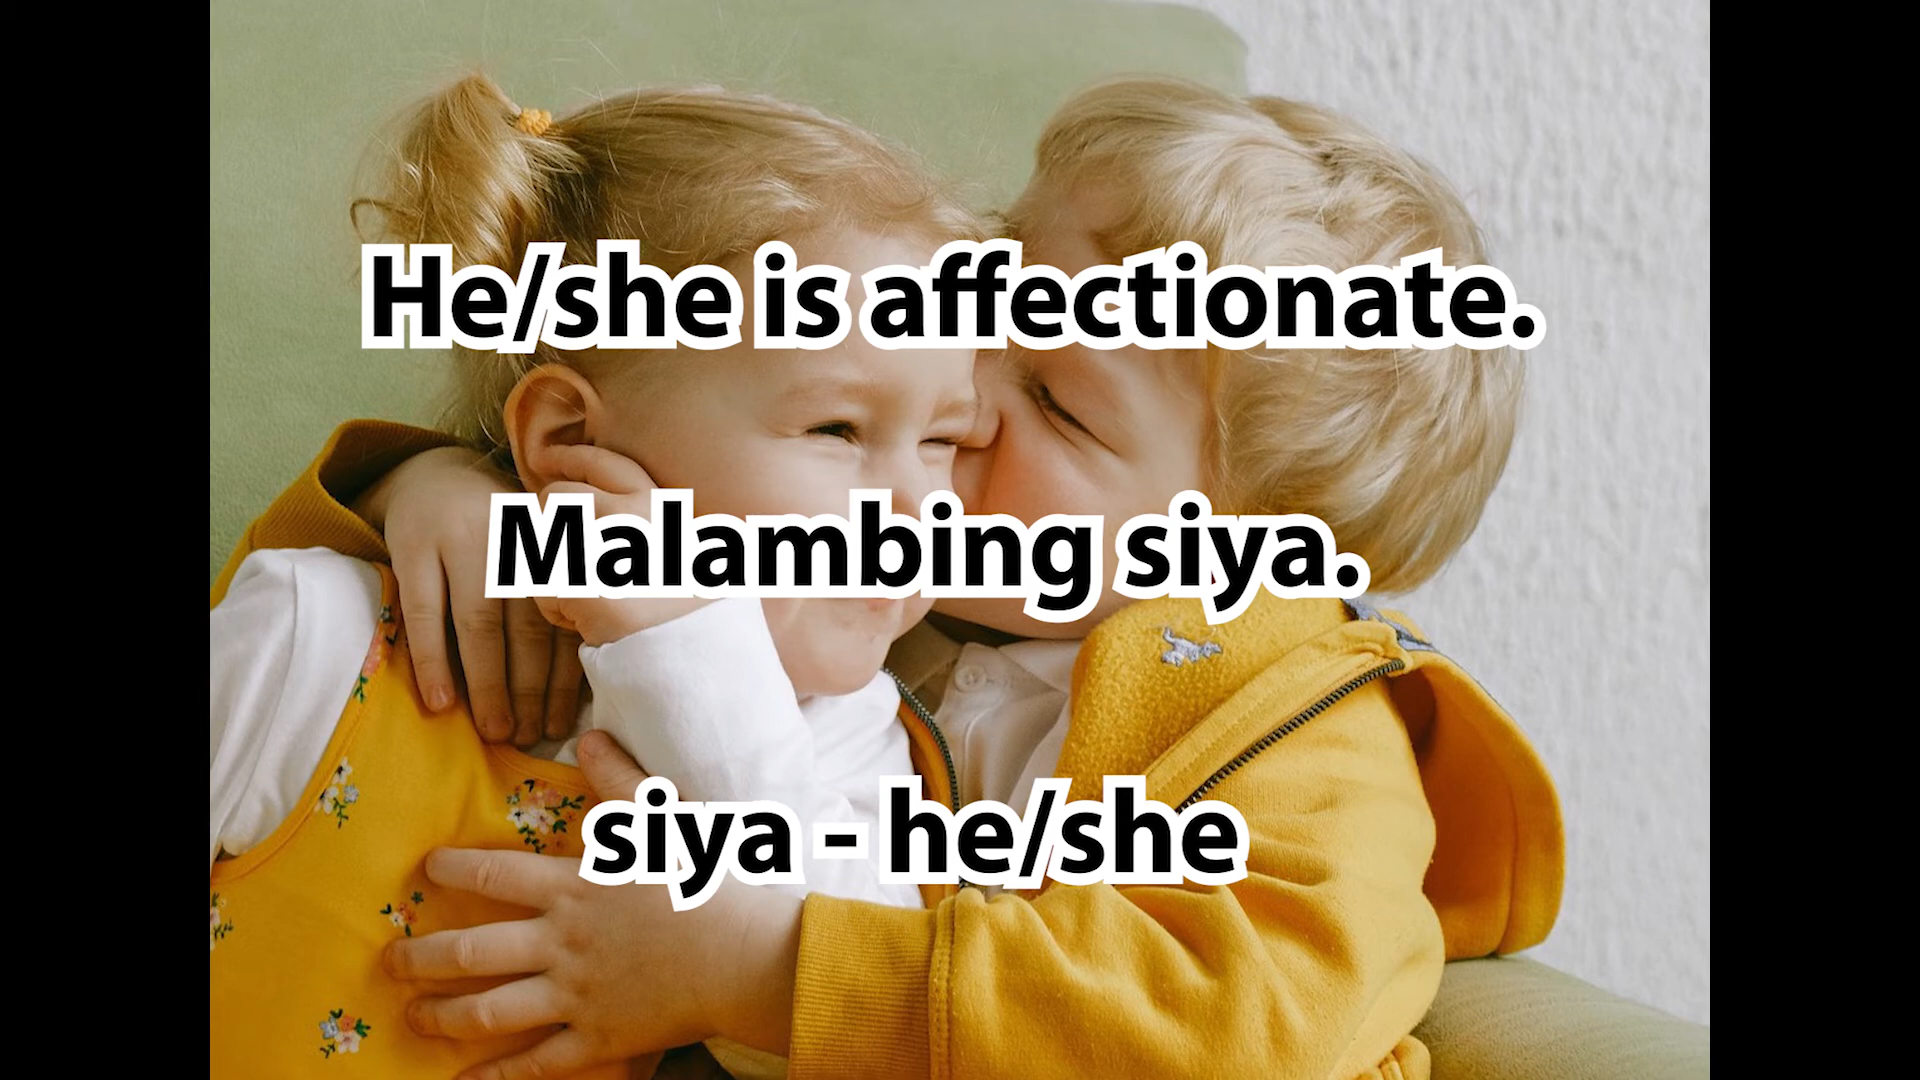 He/she is affectionate.
Malambing siya.
siya - he/she